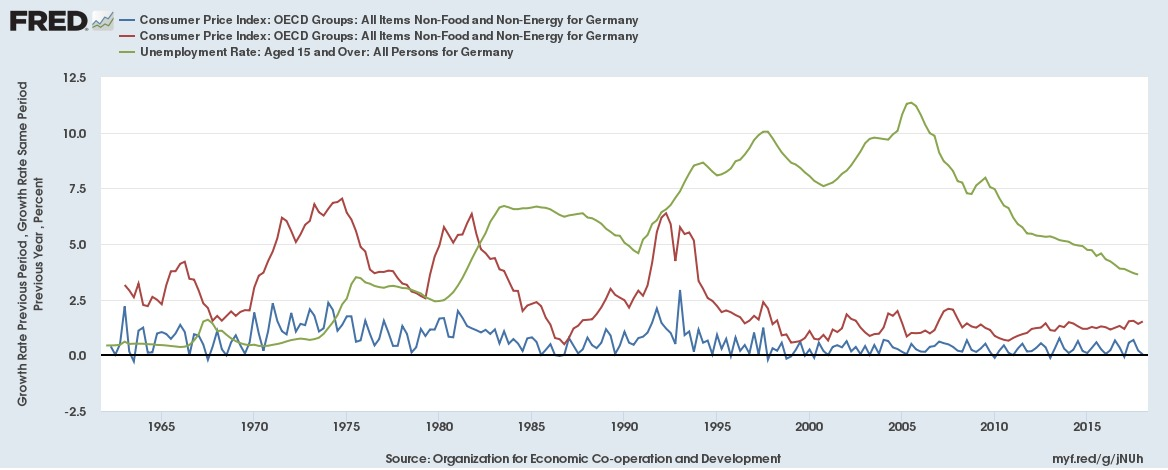 FRED
Consumer Price Index: OECD Groups: All Items Non-Food and Non-Energy for Germany
Consumer Price Index: OECD Groups: All Items Non-Food and Non-Energy for Germany
Unemployment Rate: Aged 15 and Over: All Persons for Germany
Growth Rate Previous Period , Growth Rate Same Period
Previous Year , Percent
12.5
10.0
7.5
5.0
2.5
0.0
-2.5
1965 1970 1975 1980 1985 1990 1995 2000 2005 2010 2015
Source: Organization for Economic Co-operation and Development
myf.red/g/jNUh